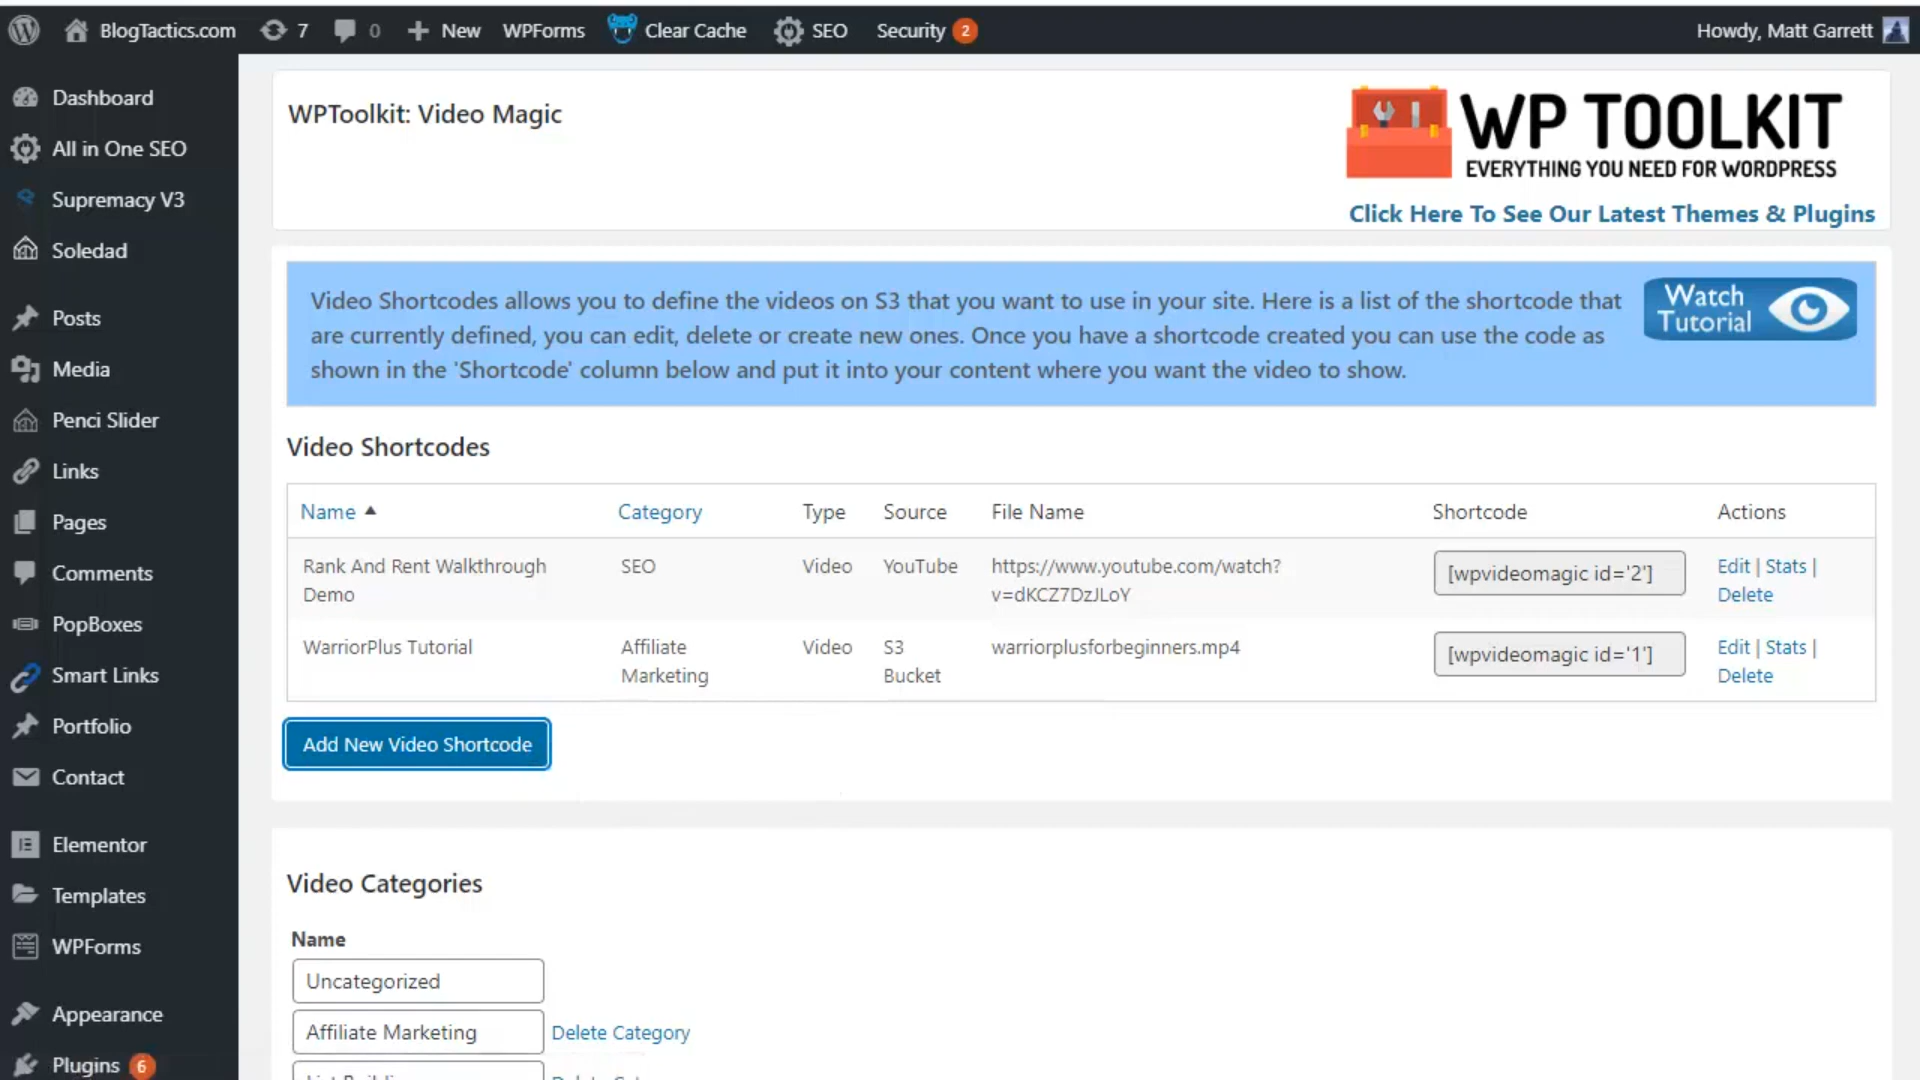 BlogTactics.com 7 0 New WPForms Clear Cache SEO Security 2 Howdy, Matt Garrett
Dashboard
All in One SEO
Supremacy V3
Soledad
Posts
Media
Penci Slider
Links
Pages
Comments
PopBoxes
Smart Links
Portfolio
Contact
Elementor
Templates
WPForms
Appearance
Plugins 6
WPToolkit: Video Magic
WP TOOLKIT
EVERYTHING YOU NEED FOR WORDPRESS
Click Here To See Our Latest Themes & Plugins
Video Shortcodes allows you to define the videos on S3 that you want to use in your site. Here is a list of the shortcode that
are currently defined, you can edit, delete or create new ones. Once you have a shortcode created you can use the code as
shown in the 'Shortcode' column below and put it into your content where you want the video to show.
Watch
Tutorial
Video Shortcodes
Name Category Type Source File Name Shortcode Actions
Rank And Rent Walkthrough SEO Video YouTube https://www.youtube.com/watch? [wpvideomagic id='2'] Edit | Stats |
Demo v=dKCZ7DzJLoY Delete
WarriorPlus Tutorial Affiliate Video S3 warriorplusforbeginners.mp4 [wpvideomagic id='1'] Edit | Stats |
Marketing Bucket Delete
Add New Video Shortcode
Video Categories
Name
Uncategorized
Affiliate Marketing Delete Category